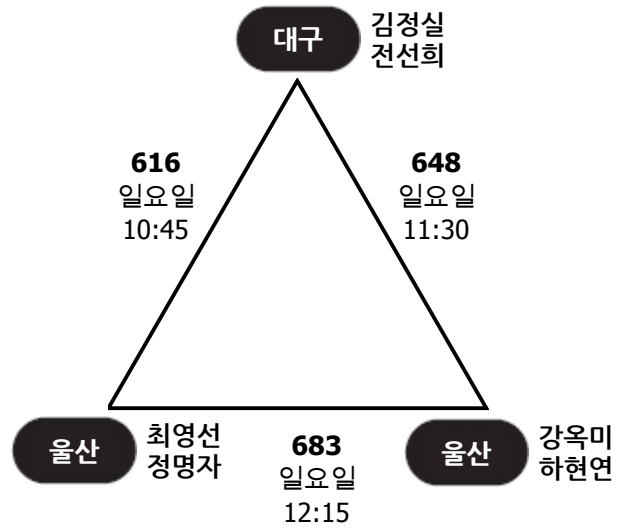 대구
김정실
전선희
616
일요일
10:45
648
일요일
11:30
울산
최영선
정명자
683
일요일
12:15
울산
강옥미
하현연